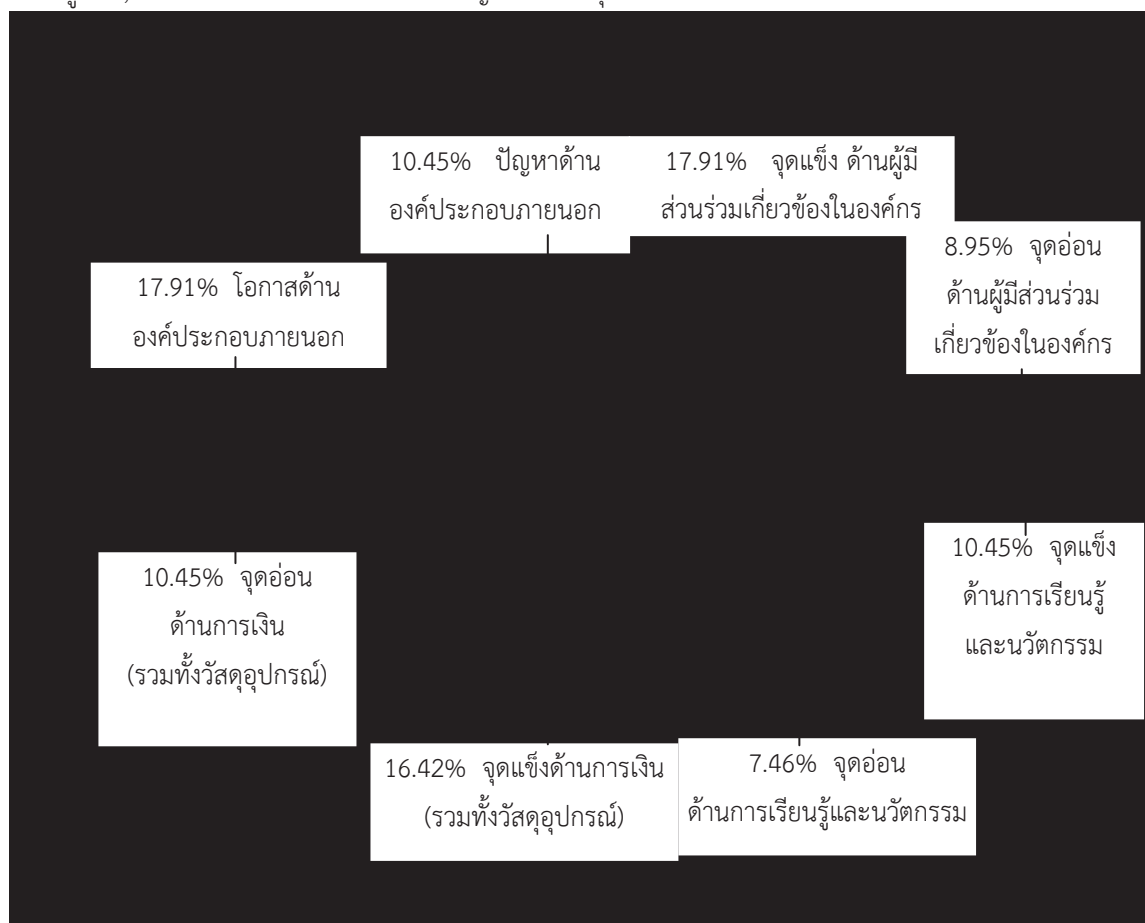 10.45% ปัญหาด้าน
องค์ประกอบภายนอก
17.91% จุดแข็ง ด้านผู้มี
ส่วนร่วมเกี่ยวข้องในองค์กร
8.95% จุดอ่อน
ด้านผู้มีส่วนร่วม
เกี่ยวข้องในองค์กร
17.91% โอกาสด้าน
องค์ประกอบภายนอก
10.45% จุดแข็ง
ด้านการเรียนรู้
และนวัตกรรม
10.45% จุดอ่อน
ด้านการเงิน
(รวมทั้งวัสดุอุปกรณ์)
16.42% จุดแข็งด้านการเงิน
(รวมทั้งวัสดุอุปกรณ์)
7.46% จุดอ่อน
ด้านการเรียนรู้และนวัตกรรม